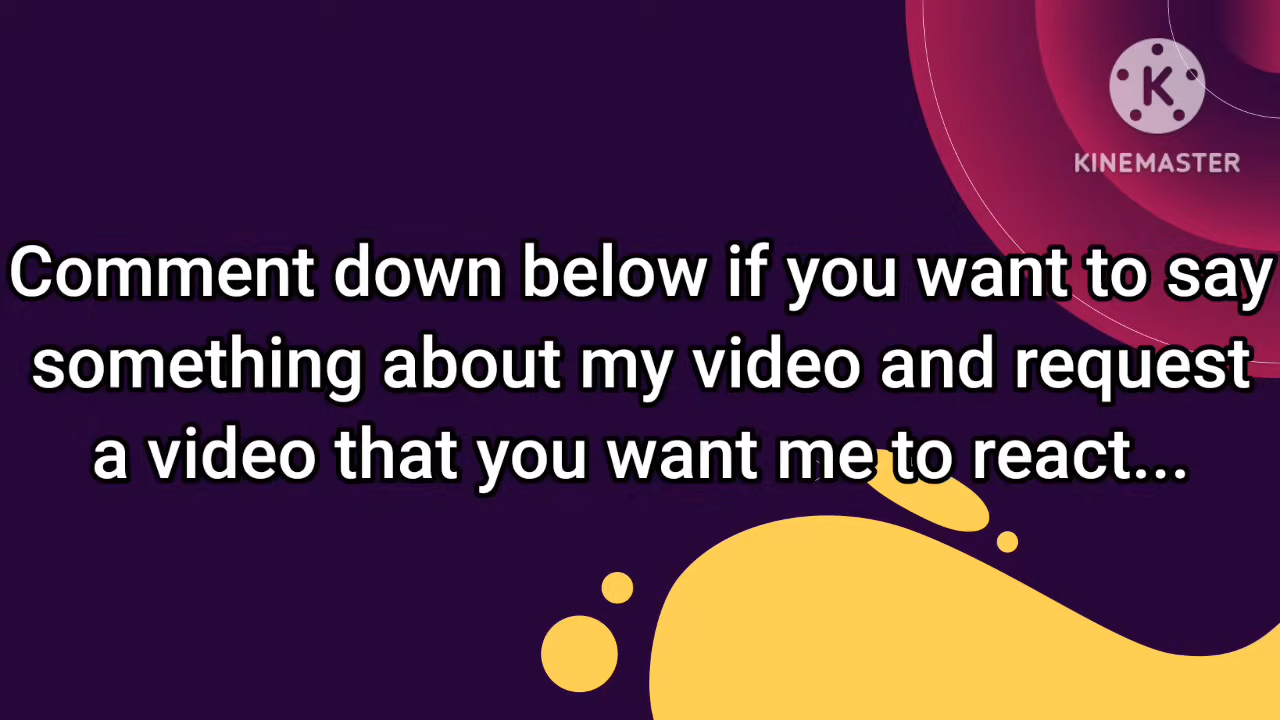 K
KINEMASTER
Comment down below if you want to say
something about my video and request
a video that you want me to react...